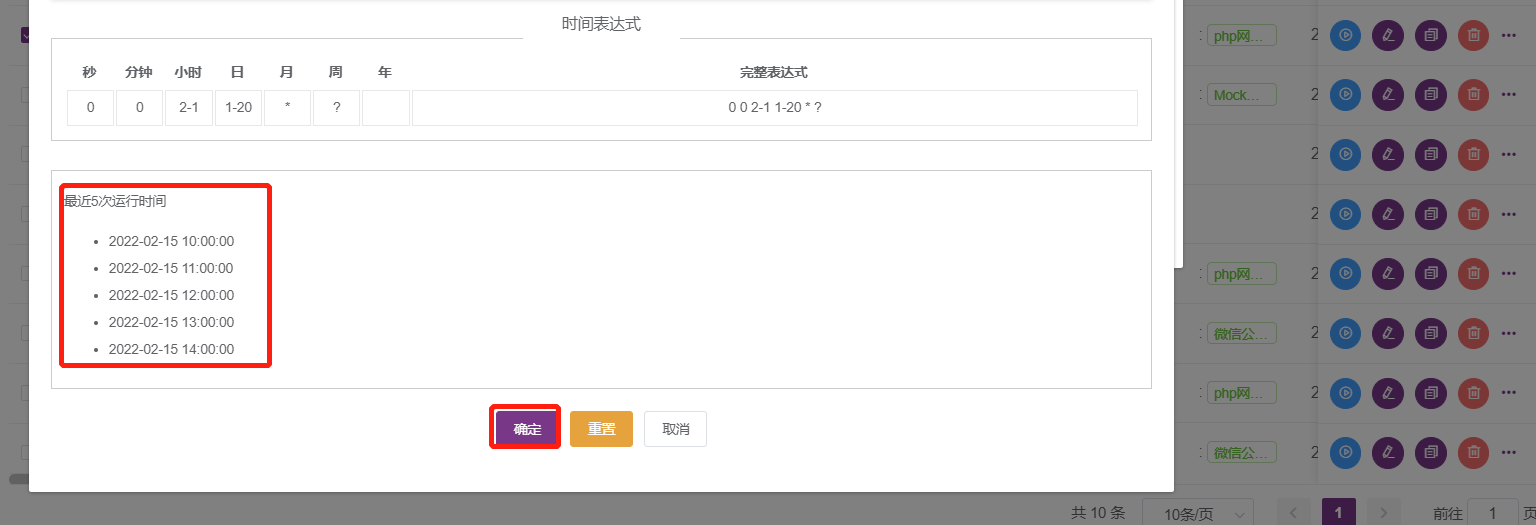 时间表达式
秒 分钟 小时 日 月 周 年 完整表达式
0 0 2-1 1-20 * ? 0 0 2-1 1-20 * ?
最近5次运行时间
• 2022-02-15 10:00:00
• 2022-02-15 11:00:00
• 2022-02-15 12:00:00
• 2022-02-15 13:00:00
• 2022-02-15 14:00:00
确定 重置 取消
: php网... 2
: Mock... 2
2
2
: php网... 2
: 微信公... 2
: php网... 2
: 微信公... 2
共 10 条 10条/页 1 前往 1 页